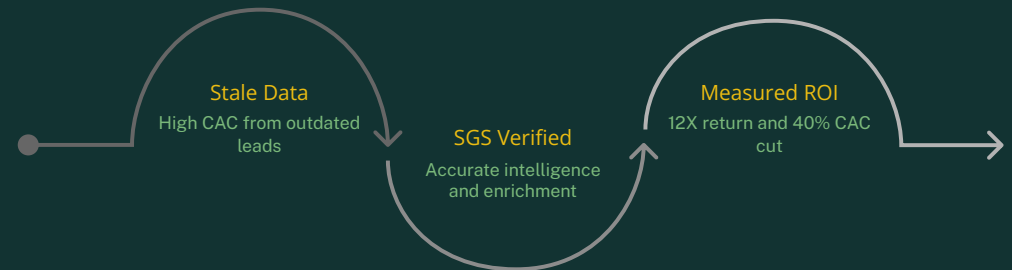 Stale Data
High CAC from outdated
leads
SGS Verified
Accurate intelligence
and enrichment
Measured ROI
12X return and 40% CAC
cut